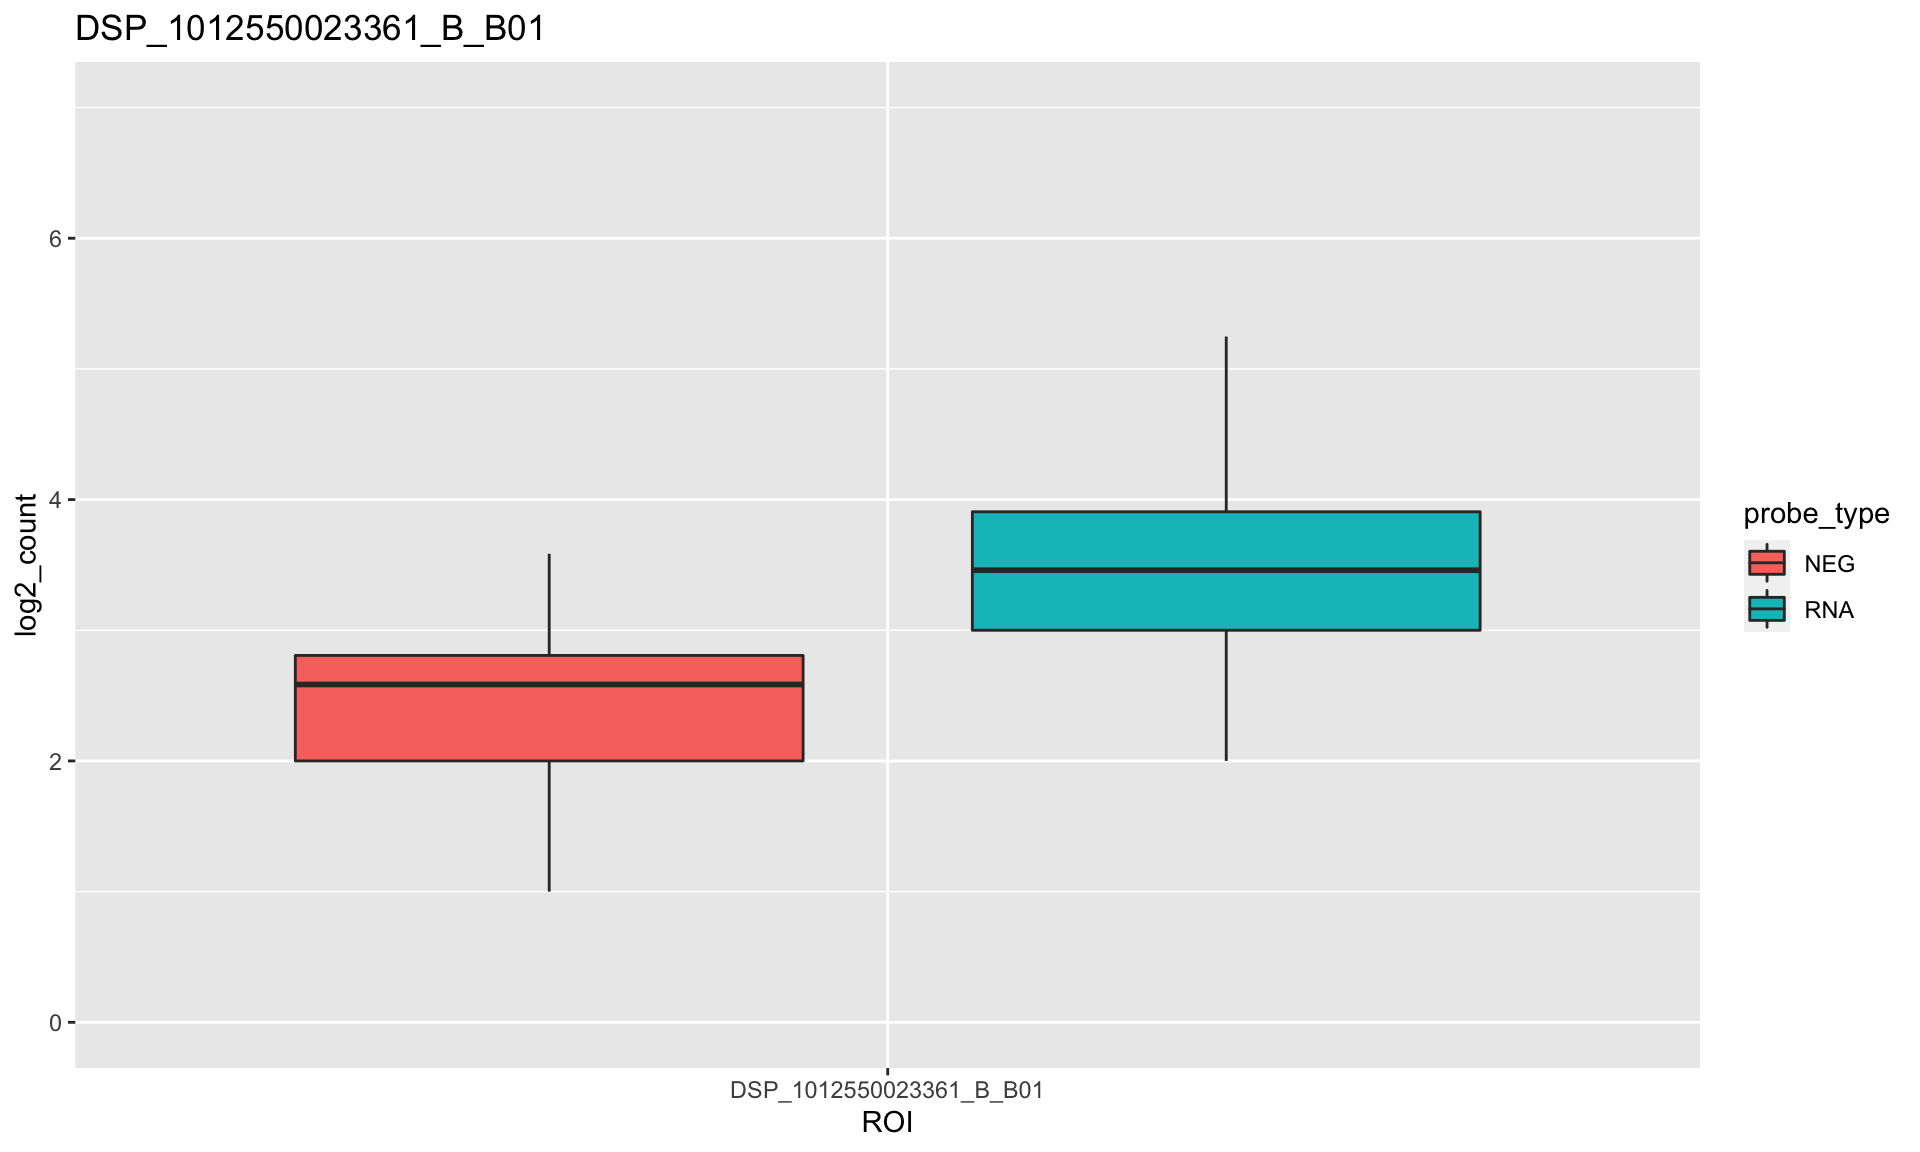 DSP_1012550023361_B_B01
6
4
2
0
log2_count
DSP_1012550023361_B_B01
ROI
probe_type
NEG
RNA